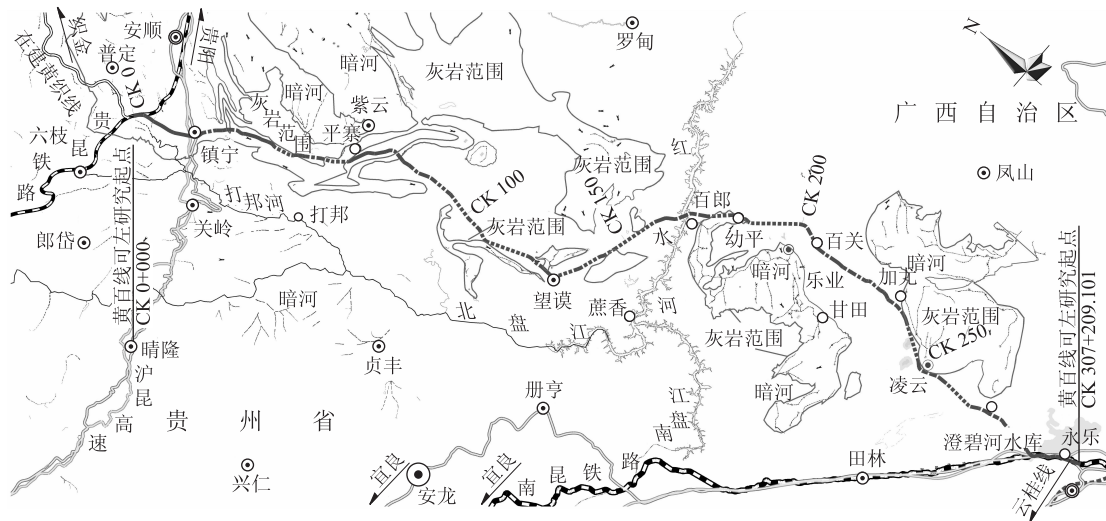 织金
在建黄织线
普定
安顺
贵阳
CK 0
六枝
贵
昆
铁
路
镇宁
关岭
郎岱
打邦河
打邦
暗河
暗河
灰岩范围
紫云
平寨
灰岩范围
罗甸
N
广西自治区
凤山
CK 100
灰岩范围
CK 150
灰岩范围
望谟
红
水
河
百郎
幼平
CK 200
百关
暗河
乐业
甘田
灰岩范围
暗河
加尤
暗河
灰岩范围
CK 250
凌云
澄碧河水库
永乐
黄百线可左研究起点
CK 307+209.101
黄百线可左研究起点
CK 0+000
晴隆
沪
昆
高
速
暗河
贞丰
北
盘
江
蔗香
南
盘
江
册亨
贵州省
兴仁
宜良
安龙
宜良
南昆铁路
田林
云桂线